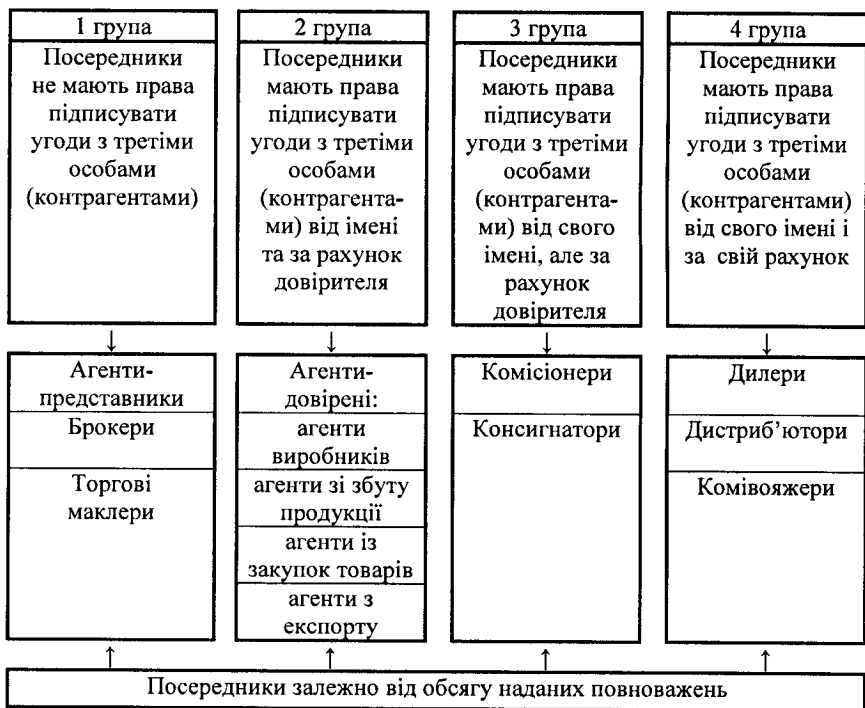 1 група
Посередники
не мають права
підписувати
угоди з третіми
особами
(контрагентами)
2 група
Посередники
мають права
підписувати
угоди з третіми
особами
(контрагента-
ми) від імені
та за рахунок
довірителя
3 група
Посередники
мають права
підписувати
угоди з третіми
особами
(контрагента-
ми) від свого
імені, але за
рахунок
довірителя
4 група
Посередники
мають права
підписувати
угоди з третіми
особами
(контрагентами)
від свого імені і
за свій рахунок
Агенти-
представники
Брокери
Торгові
маклери
Агенти-
довірені:
агенти
виробників
агенти зі збуту
продукції
агенти із
закупок товарів
агенти з
експорту
Комісіонери
Консигнатори
Дилери
Дистриб’ютори
Комівояжери
Посередники залежно від обсягу наданих повноважень